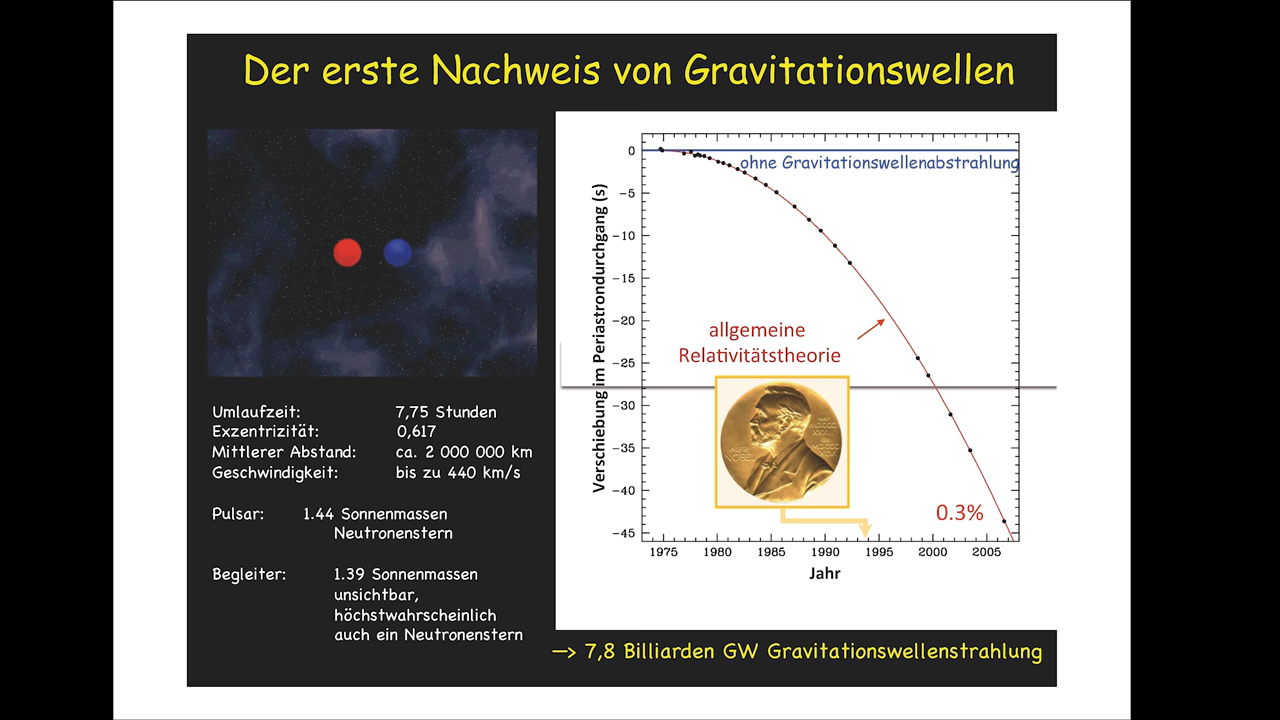 Der erste Nachweis von Gravitationswellen
Umlaufzeit: 7,75 Stunden
Exzentrizität: 0,617
Mittlerer Abstand: ca. 2 000 000 km
Geschwindigkeit: bis zu 440 km/s
Pulsar: 1.44 Sonnenmassen
Neutronenstern
Begleiter: 1.39 Sonnenmassen
unsichtbar,
höchstwahrscheinlich
auch ein Neutronenstern
Verschiebung im Periastrondurchgang (s)
0
−5
−10
−15
−20
−25
−30
−35
−40
−45
ohne Gravitationswellenabstrahlung
allgemeine
Relativitätstheorie
0.3%
1975 1980 1985 1990 1995 2000 2005
Jahr
—> 7,8 Billiarden GW Gravitationswellenstrahlung